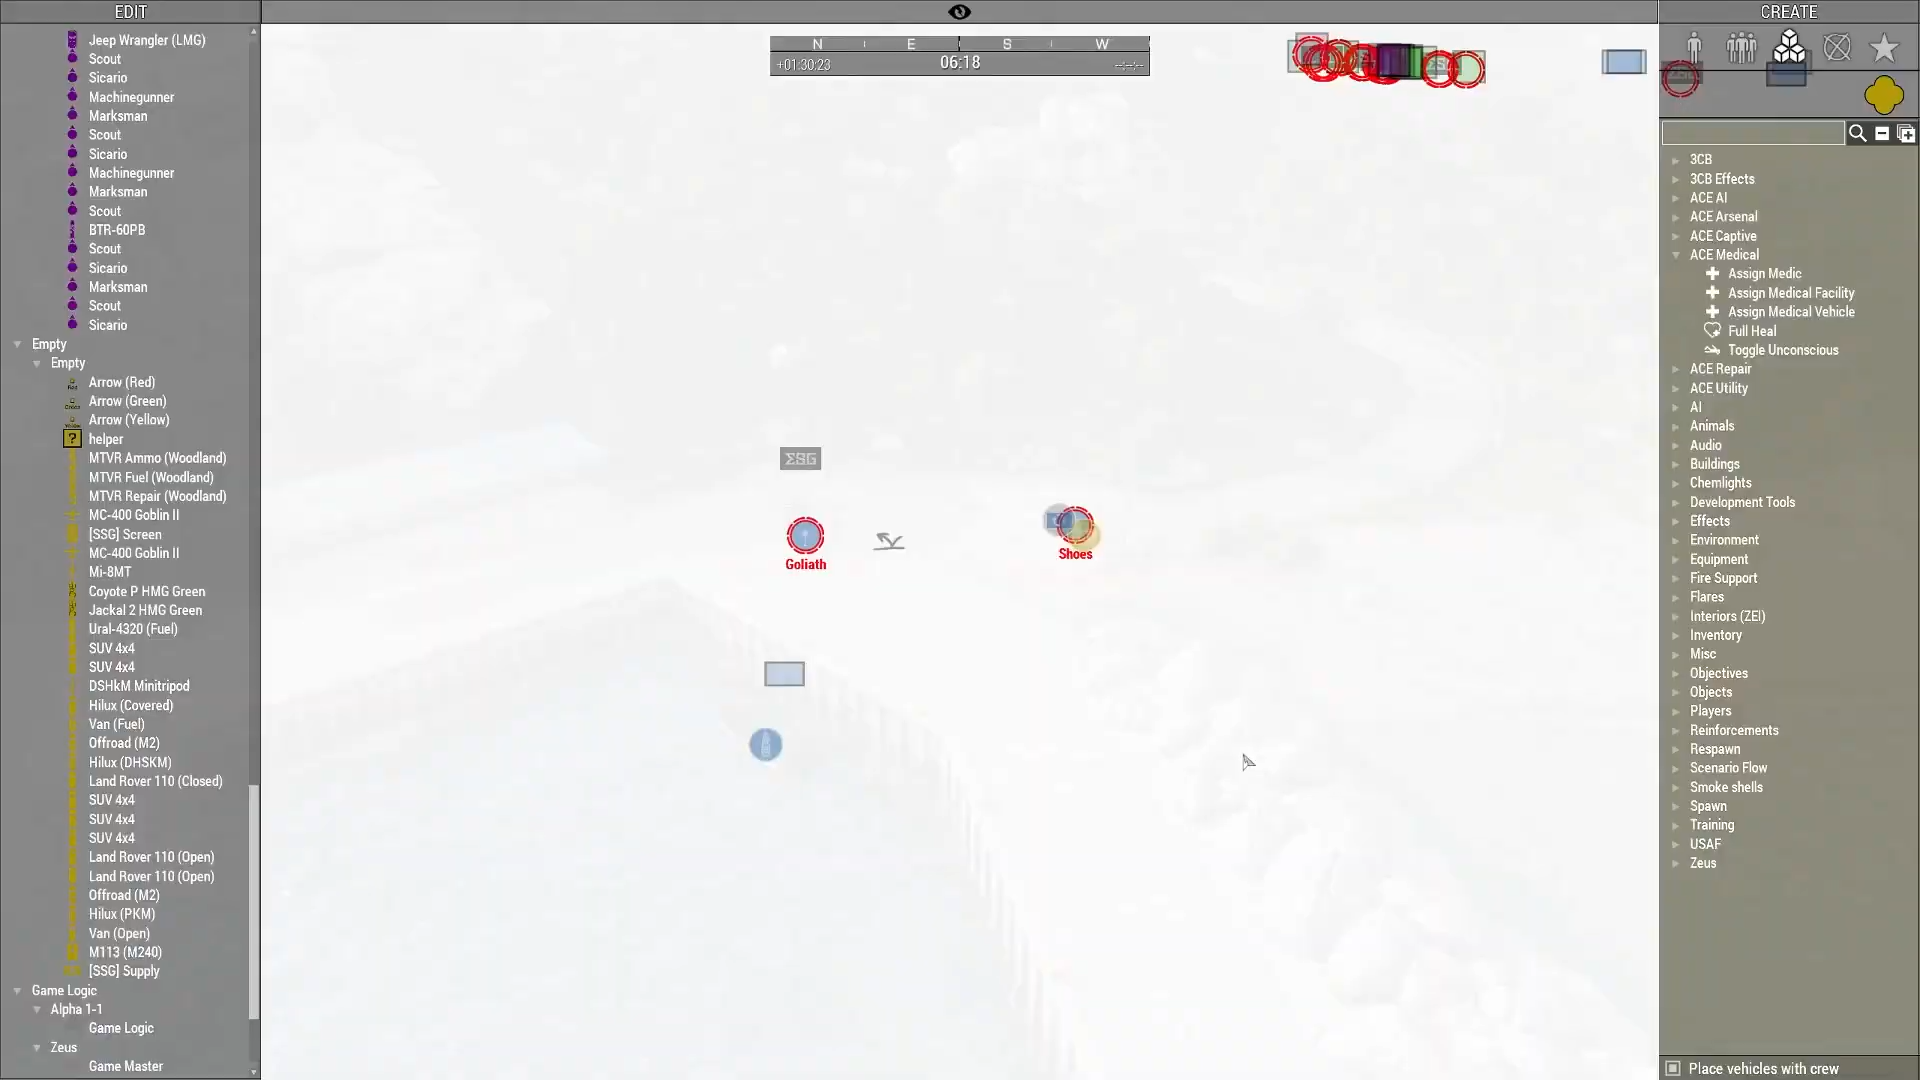 EDIT
Jeep Wrangler (LMG)
Scout
Sicario
Machinegunner
Marksman
Scout
Sicario
Machinegunner
Marksman
Scout
BTR-60PB
Scout
Sicario
Marksman
Scout
Sicario
Empty
Empty
Arrow (Red)
Arrow (Green)
Arrow (Yellow)
? helper
MTVR Ammo (Woodland)
MTVR Fuel (Woodland)
MTVR Repair (Woodland)
MC-400 Goblin II
[SSG] Screen
MC-400 Goblin II
Mi-8MT
Coyote P HMG Green
Jackal 2 HMG Green
Ural-4320 (Fuel)
SUV 4x4
SUV 4x4
DSHkM Minitripod
Hilux (Covered)
Van (Fuel)
Offroad (M2)
Hilux (DHSKM)
Land Rover 110 (Closed)
SUV 4x4
SUV 4x4
SUV 4x4
Land Rover 110 (Open)
Land Rover 110 (Open)
Offroad (M2)
Hilux (PKM)
Van (Open)
M113 (M240)
[SSG] Supply
Game Logic
Alpha 1-1
Game Logic
Zeus
Game Master
N E S W
+01:30:23 06:18 --:--:--
Goliath
Shoes
CREATE
3CB
3CB Effects
ACE AI
ACE Arsenal
ACE Captive
ACE Medical
Assign Medic
Assign Medical Facility
Assign Medical Vehicle
Full Heal
Toggle Unconscious
ACE Repair
ACE Utility
AI
Animals
Audio
Buildings
Chemlights
Development Tools
Effects
Environment
Equipment
Fire Support
Flares
Interiors (ZEI)
Inventory
Misc
Objectives
Objects
Players
Reinforcements
Respawn
Scenario Flow
Smoke shells
Spawn
Training
USAF
Zeus
Place vehicles with crew